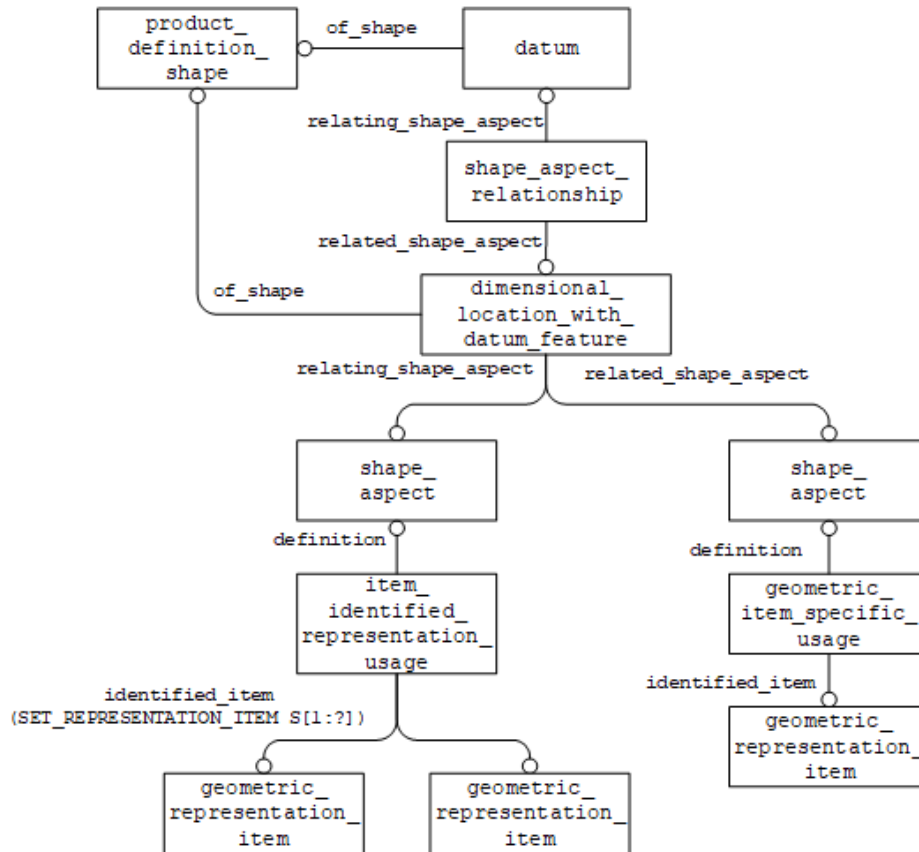 product_
definition_
shape
of_shape
datum
relating_shape_aspect
shape_aspect_
relationship
related_shape_aspect
of_shape
dimensional_
location_with_
datum_feature
relating_shape_aspect
related_shape_aspect
shape_
aspect
shape_
aspect
definition
definition
item_
identified_
representation_
usage
geometric_
item_specific_
usage
identified_item
(SET_REPRESENTATION_ITEM S[1:?])
identified_item
geometric_
representation_
item
geometric_
representation_
item
geometric_
representation_
item